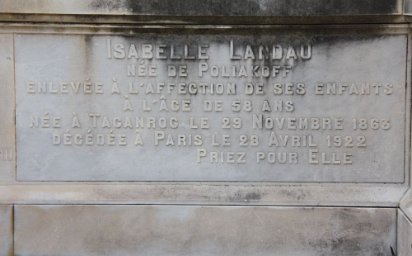 ISABELLE LANDAU
NÉE DE POLIAKOFF
ENLEVÉE À L'AFFECTION DE SES ENFANTS
À L'ÂGE DE 58 ANS
NÉE À TAGANROG LE 29 NOVEMBRE 1863
DÉCÉDÉE À PARIS LE 23 AVRIL 1922
PRIEZ POUR ELLE